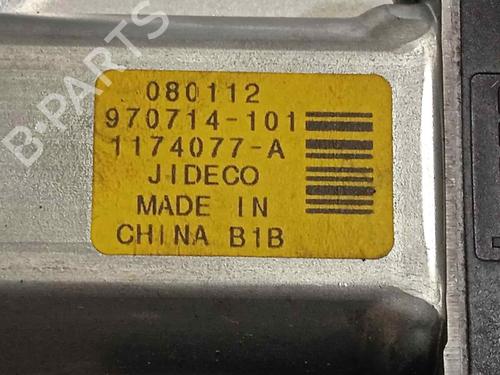 B-PARTS
080112
970714-101
1174077-A
JIDECO
MADE IN
CHINA B1B